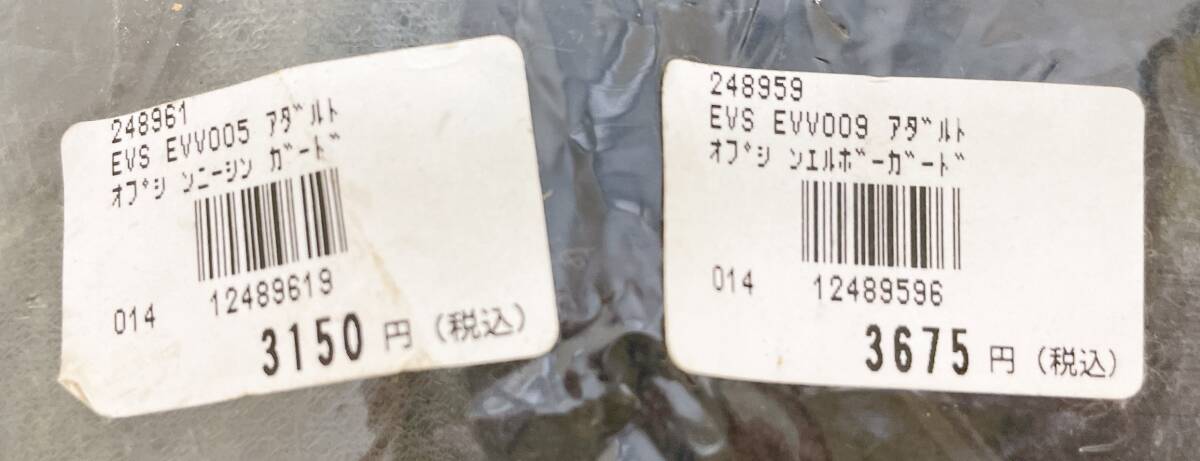 248961
EVS EVV005 ｱﾀﾞﾙﾄ
ｵﾌﾟｼ ﾝﾆｰｼﾝ ｶﾞｰﾄﾞ
12489619
014
3150 円 (税込)
248959
EVS EVV009 ｱﾀﾞﾙﾄ
ｵﾌﾟｼ ﾝｴﾙﾎﾞｰｶﾞｰﾄﾞ
014 12489596
3675 円 (税込)